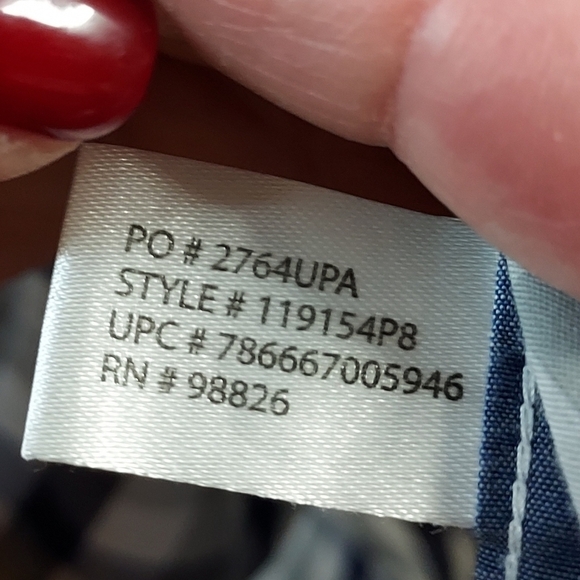 PO # 2764UPA
STYLE # 119154P8
UPC # 786667005946
RN # 98826